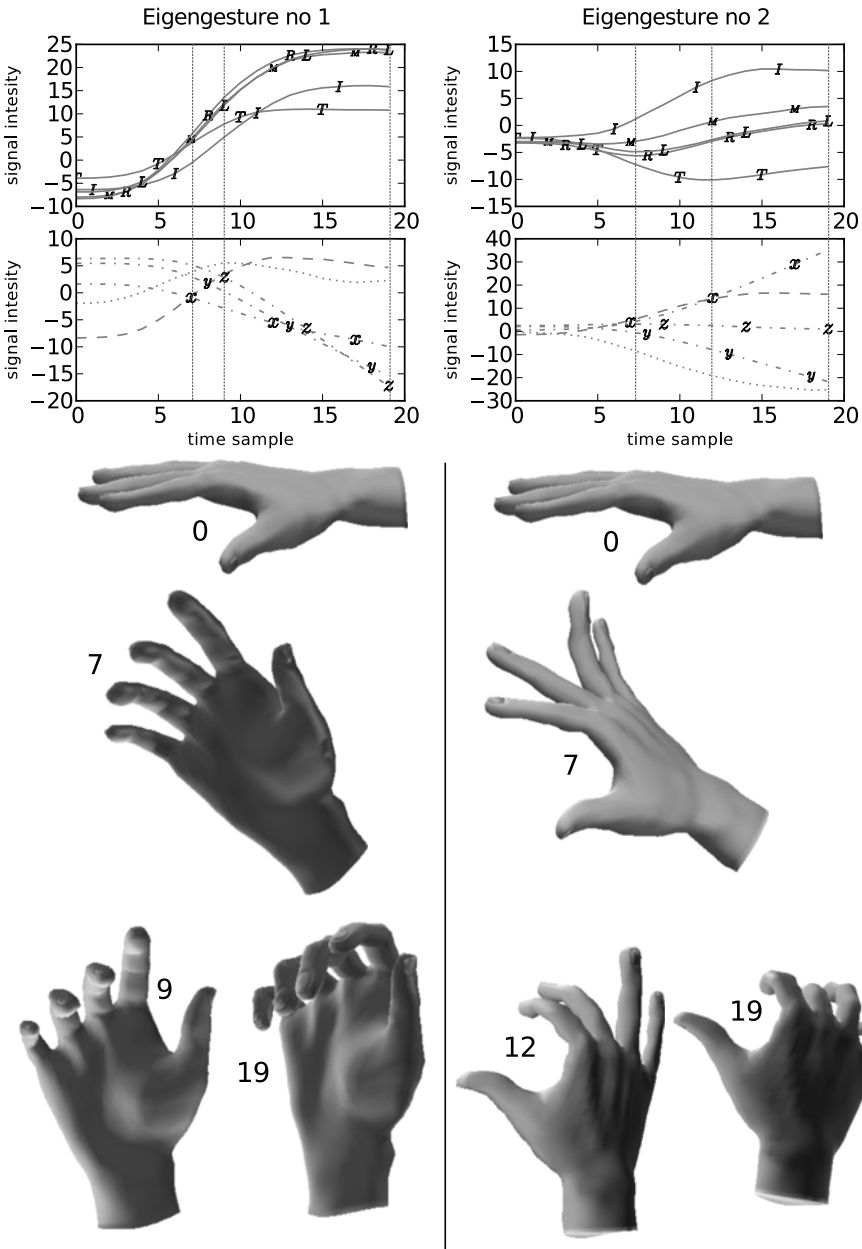 Eigengesture no 1
Eigengesture no 2
signal intesity
25
20
15
10
5
0
−5
−10
T I M R L T I M R L T I M R L T I M R L
0 5 10 15 20
signal intesity
15
10
5
0
−5
−10
−15
T I M R L T I M R L T I M R L T I M R L
0 5 10 15 20
signal intesity
10
5
0
−5
−10
−15
−20
x y z x y z x y z
0 5 10 15 20
time sample
signal intesity
40
30
20
10
0
−10
−20
−30
x y z x y z x y z
0 5 10 15 20
time sample
0
0
7
7
9
19
12
19